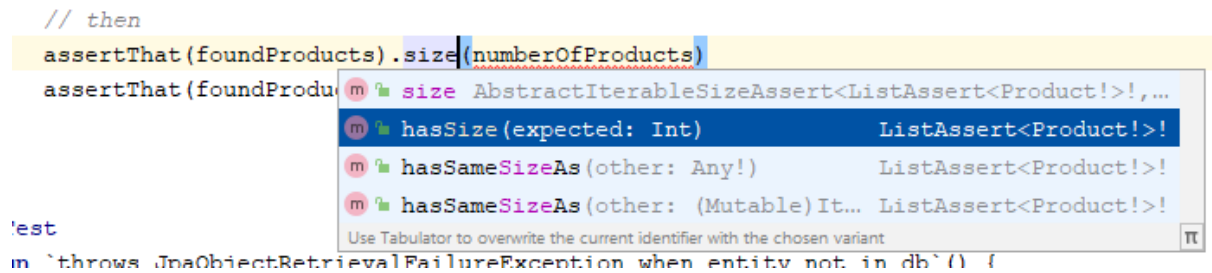 // then
assertThat(foundProducts).size(numberOfProducts)
assertThat(foundProdu
m size AbstractIterableSizeAssert<ListAssert<Product!>!,...
m hasSize(expected: Int) ListAssert<Product!>!
m hasSameSizeAs(other: Any!) ListAssert<Product!>!
m hasSameSizeAs(other: (Mutable)It... ListAssert<Product!>!
Use Tabulator to overwrite the current identifier with the chosen variant π
est
un `throws JpaObjectRetrievalFailureException when entity not in db`() {